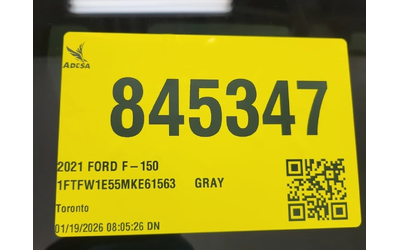 ADESA
845347
2021 FORD F-150
1FTFW1E55MKE61563 GRAY
Toronto
01/19/2026 08:05:26 DN